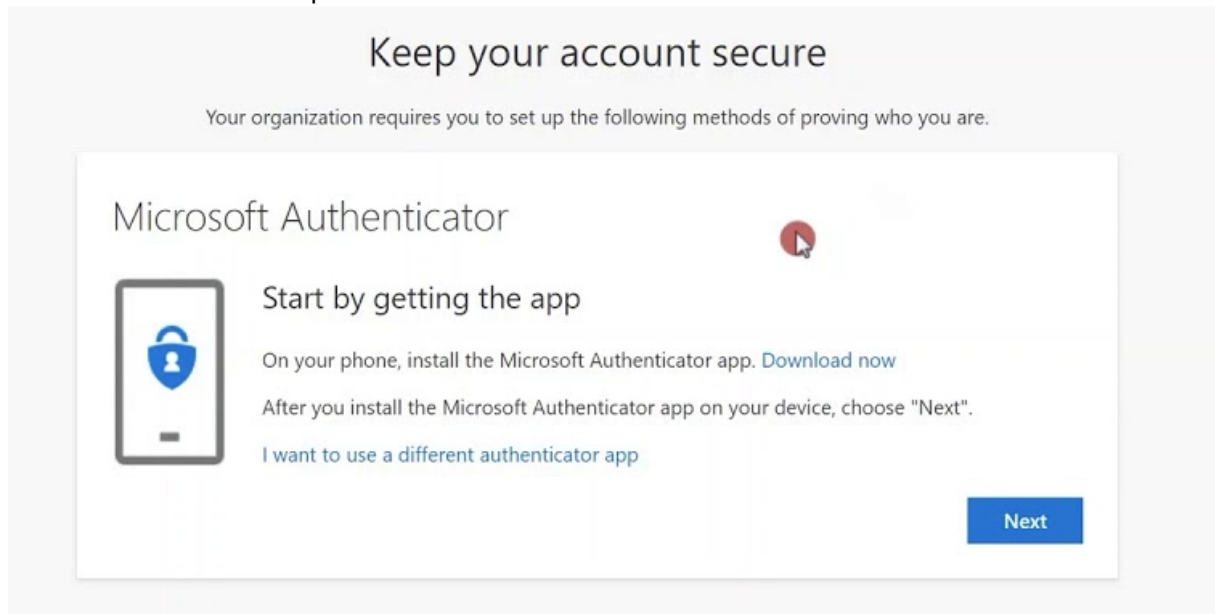 Keep your account secure
Your organization requires you to set up the following methods of proving who you are.
Microsoft Authenticator
Start by getting the app
On your phone, install the Microsoft Authenticator app. Download now
After you install the Microsoft Authenticator app on your device, choose "Next".
I want to use a different authenticator app
Next